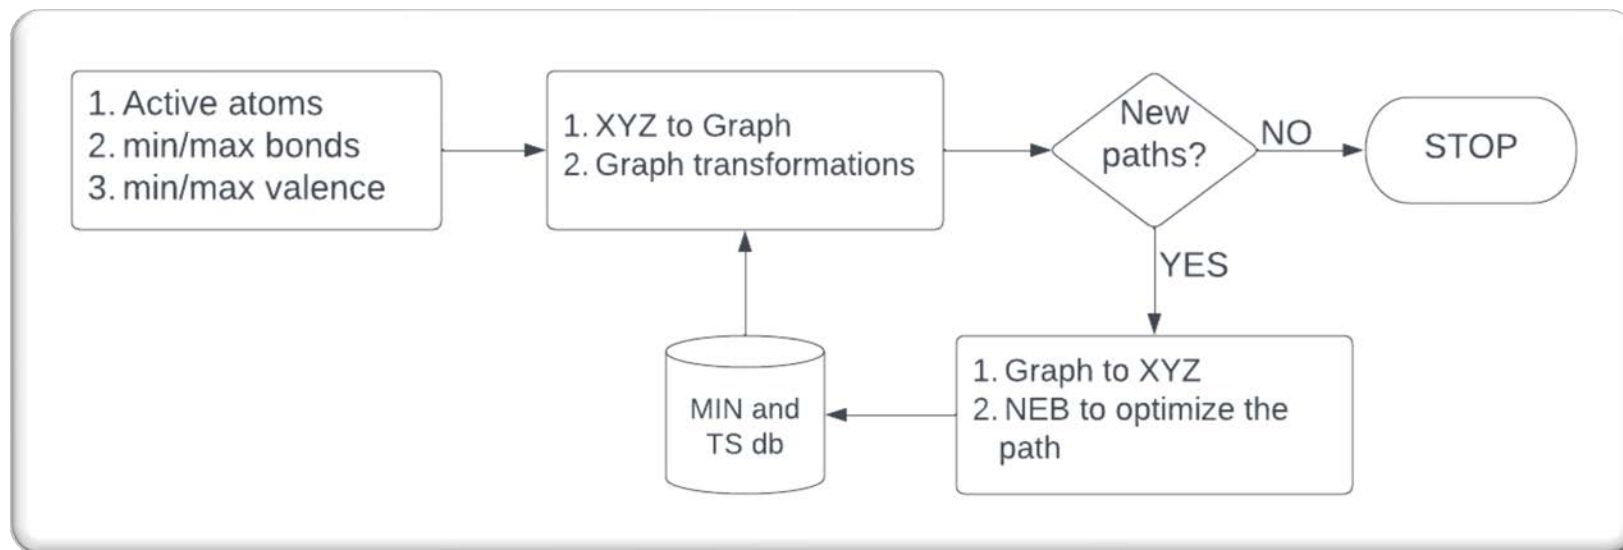 1. Active atoms
2. min/max bonds
3. min/max valence
1. XYZ to Graph
2. Graph transformations
New
paths?
NO
STOP
YES
1. Graph to XYZ
2. NEB to optimize the
path
MIN and
TS db